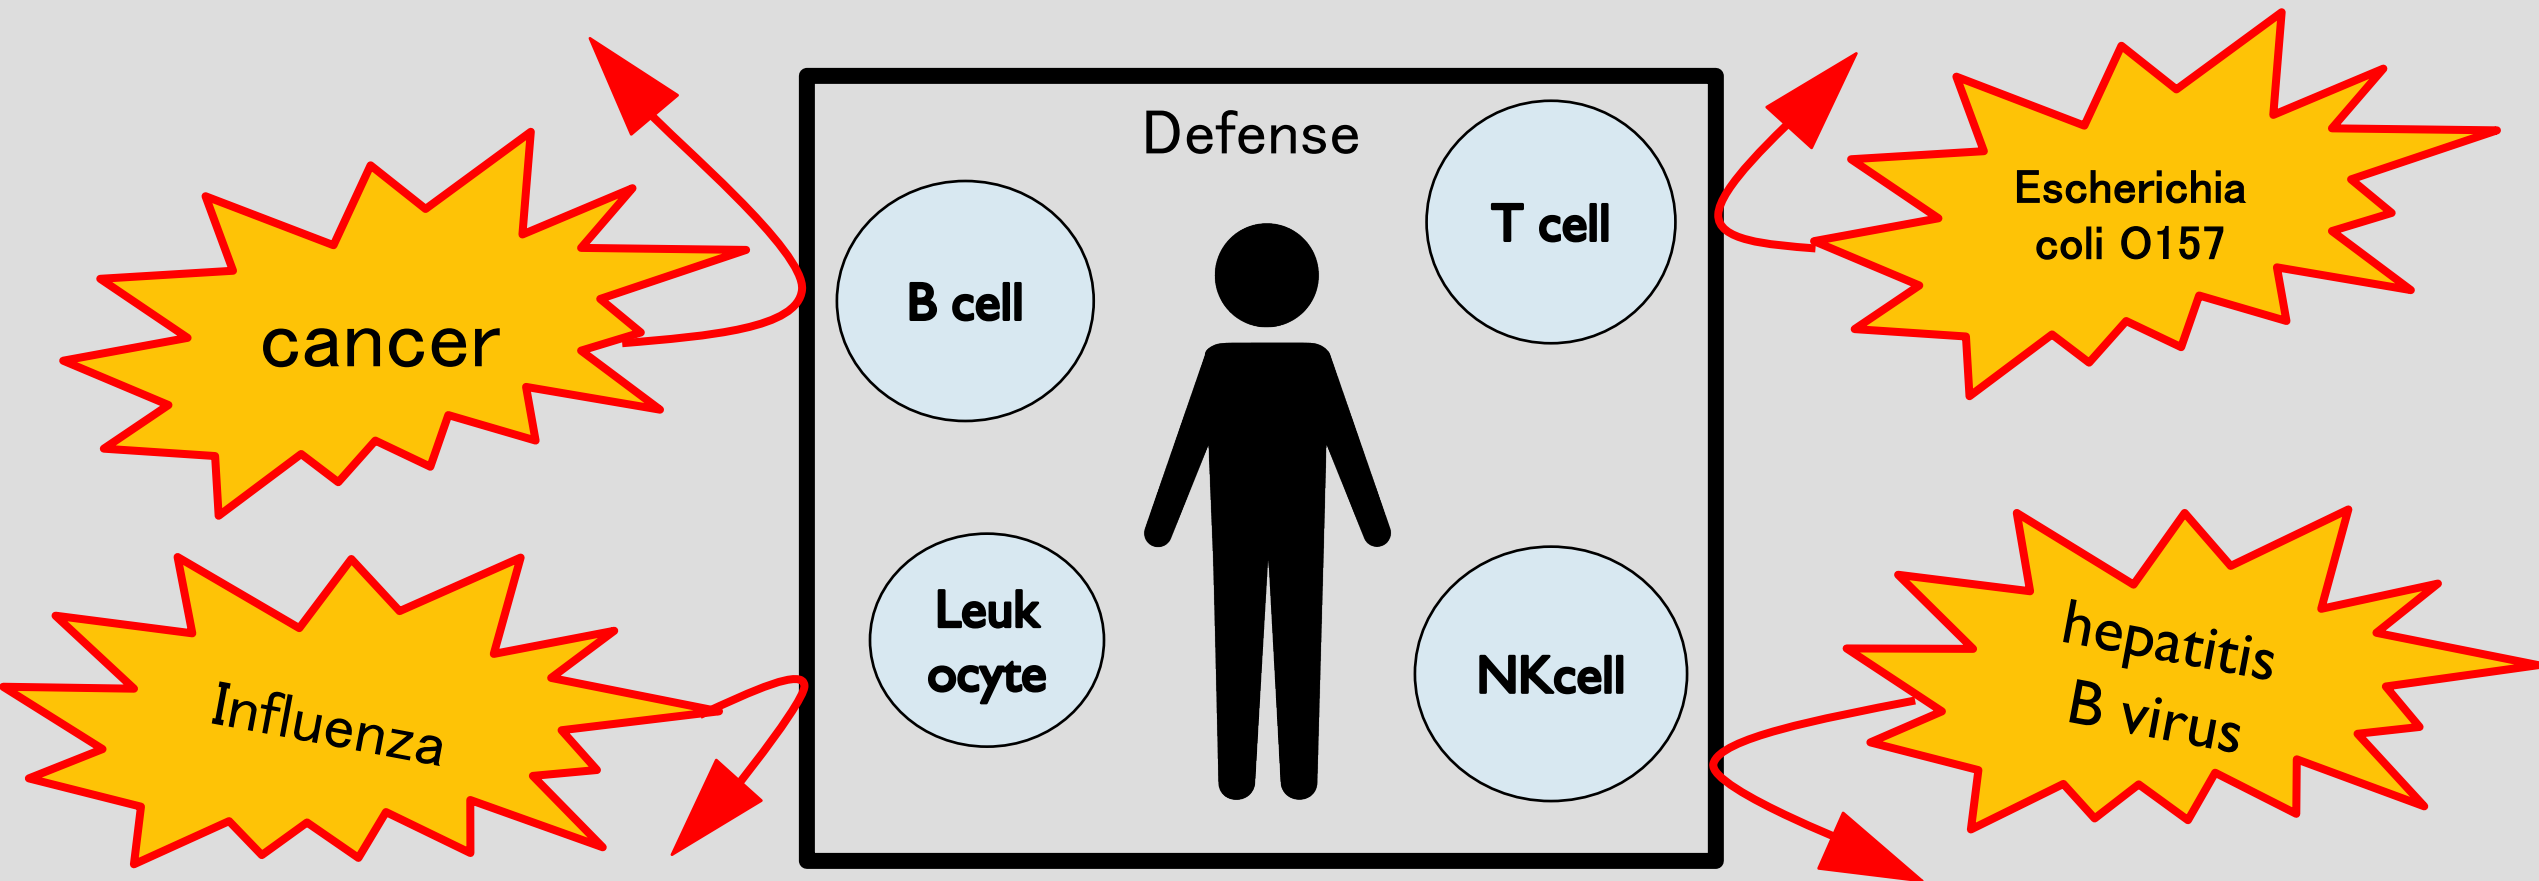 Defense
cancer
B cell
T cell
Escherichia
coli O157
Influenza
Leuk
ocyte
NKcell
hepatitis
B virus